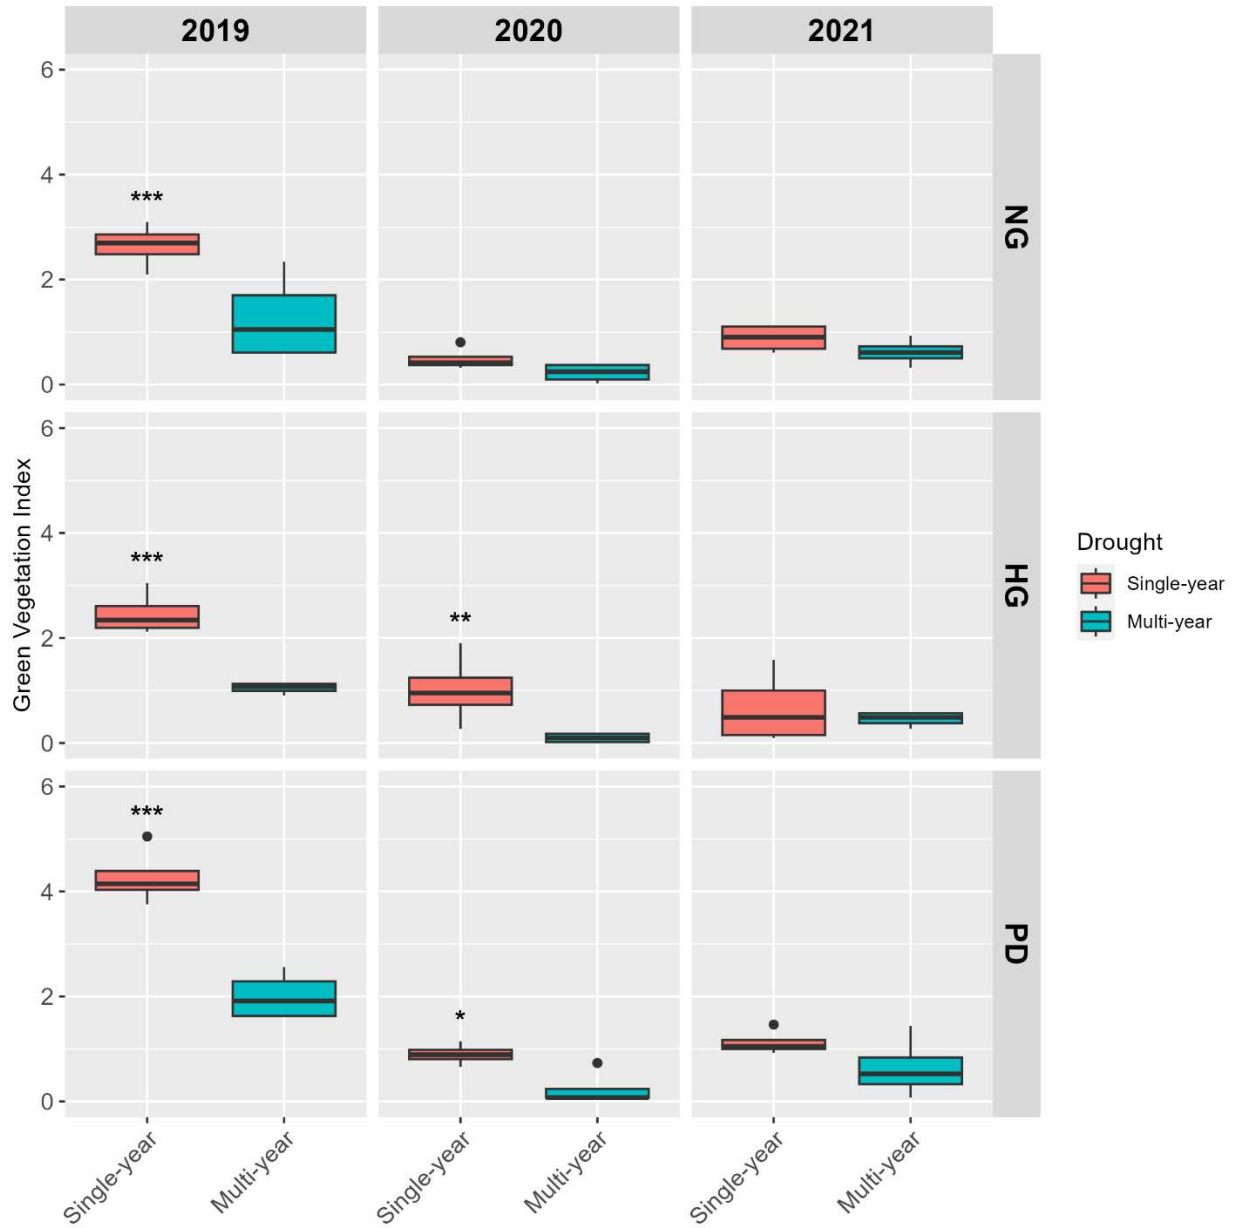 2019 2020 2021
6
4
2
0
***
NG
Green Vegetation Index
6
4
2
0
***
**
HG
Drought
Single-year
Multi-year
6
4
2
0
***
*
PD
Single-year Multi-year Single-year Multi-year Single-year Multi-year